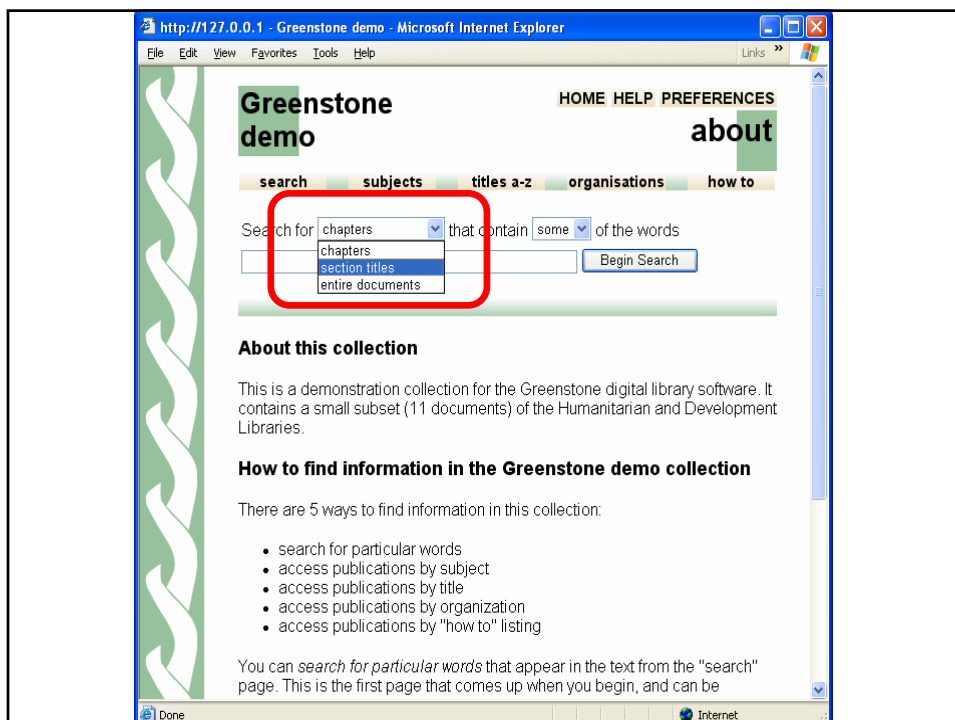 http://127.0.0.1 - Greenstone demo - Microsoft Internet Explorer
File Edit View Favorites Tools Help Links »
Greenstone demo
HOME HELP PREFERENCES
about
search subjects titles a-z organisations how to
Search for chapters that contain some of the words
chapters
section titles
entire documents
Begin Search
About this collection
This is a demonstration collection for the Greenstone digital library software. It
contains a small subset (11 documents) of the Humanitarian and Development
Libraries.
How to find information in the Greenstone demo collection
There are 5 ways to find information in this collection:
• search for particular words
• access publications by subject
• access publications by title
• access publications by organization
• access publications by "how to" listing
You can search for particular words that appear in the text from the "search"
page. This is the first page that comes up when you begin, and can be
Done Internet